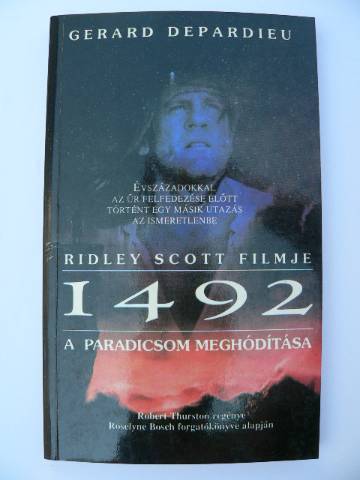 GERARD DEPARDIEU
ÉVSZÁZADOKKAL
AZ ŰR FELFEDEZÉSE ELŐTT
TÖRTÉNT EGY MÁSIK UTAZÁS
AZ ISMERETLENBE
RIDLEY SCOTT FILMJE
1492
A PARADICSOM MEGHÓDÍTÁSA
Robert Thurston regénye
Roselyne Bosch forgatókönyve alapján